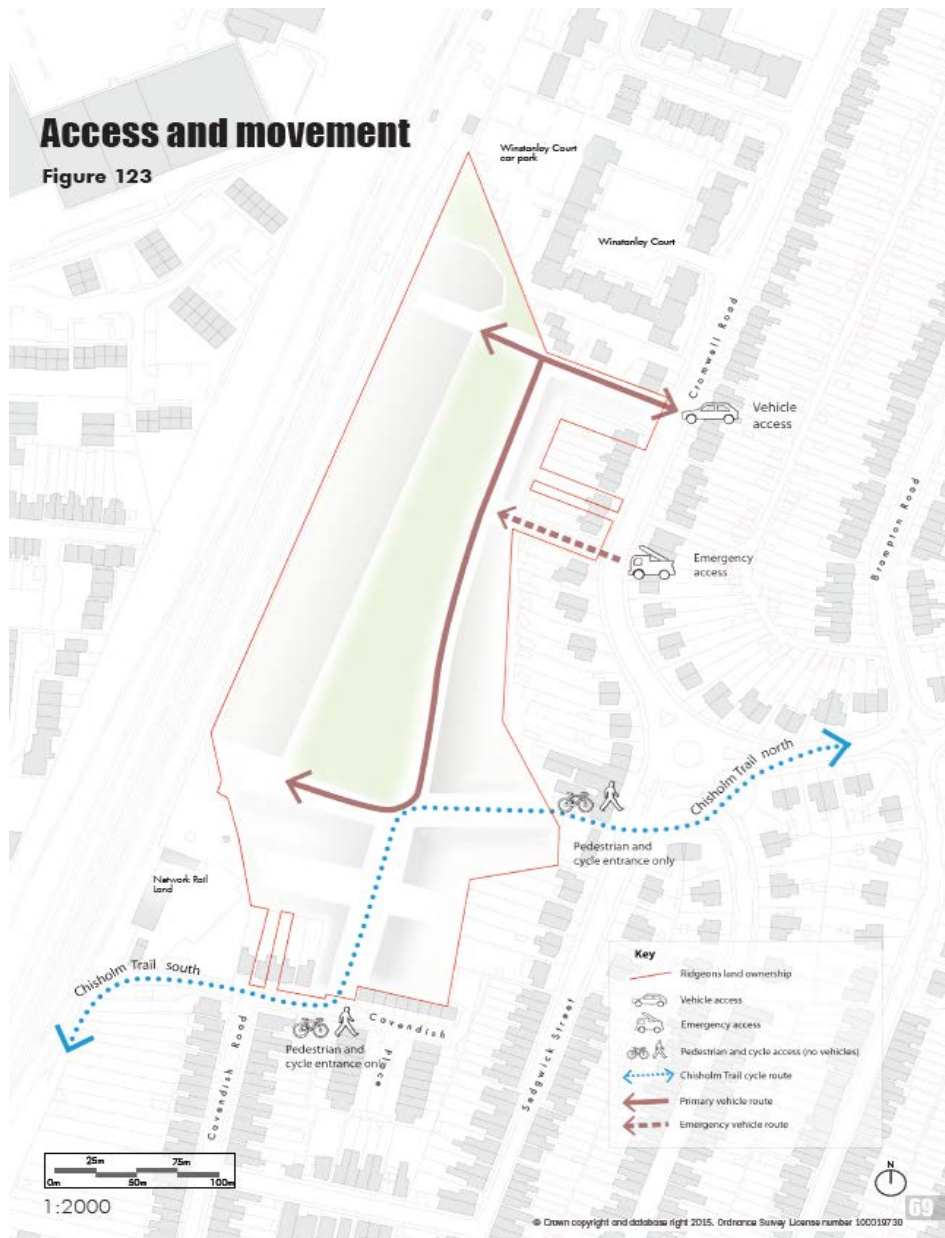 Access and movement
Figure 123
Winstanley Court
car park
Winstanley Court
Cromwell Road
Vehicle
access
Brampton Road
Emergency
access
Chisholm Trail north
Pedestrian and
cycle entrance only
Network Rail
Land
Chisholm Trail south
Cavendish Road
Pedestrian and
cycle entrance only
Cavendish
place
Sedgwick Street
Key
Ridgeons land ownership
Vehicle access
Emergency access
Pedestrian and cycle access (no vehicles)
Chisholm Trail cycle route
Primary vehicle route
Emergency vehicle route
25m 75m
0m 50m 100m
1:2000
N
69
© Crown copyright and database right 2015. Ordnance Survey License number 100019730